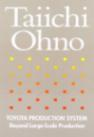 Taiichi
Ohno
TOYOTA PRODUCTION SYSTEM
Beyond Large-Scale Production